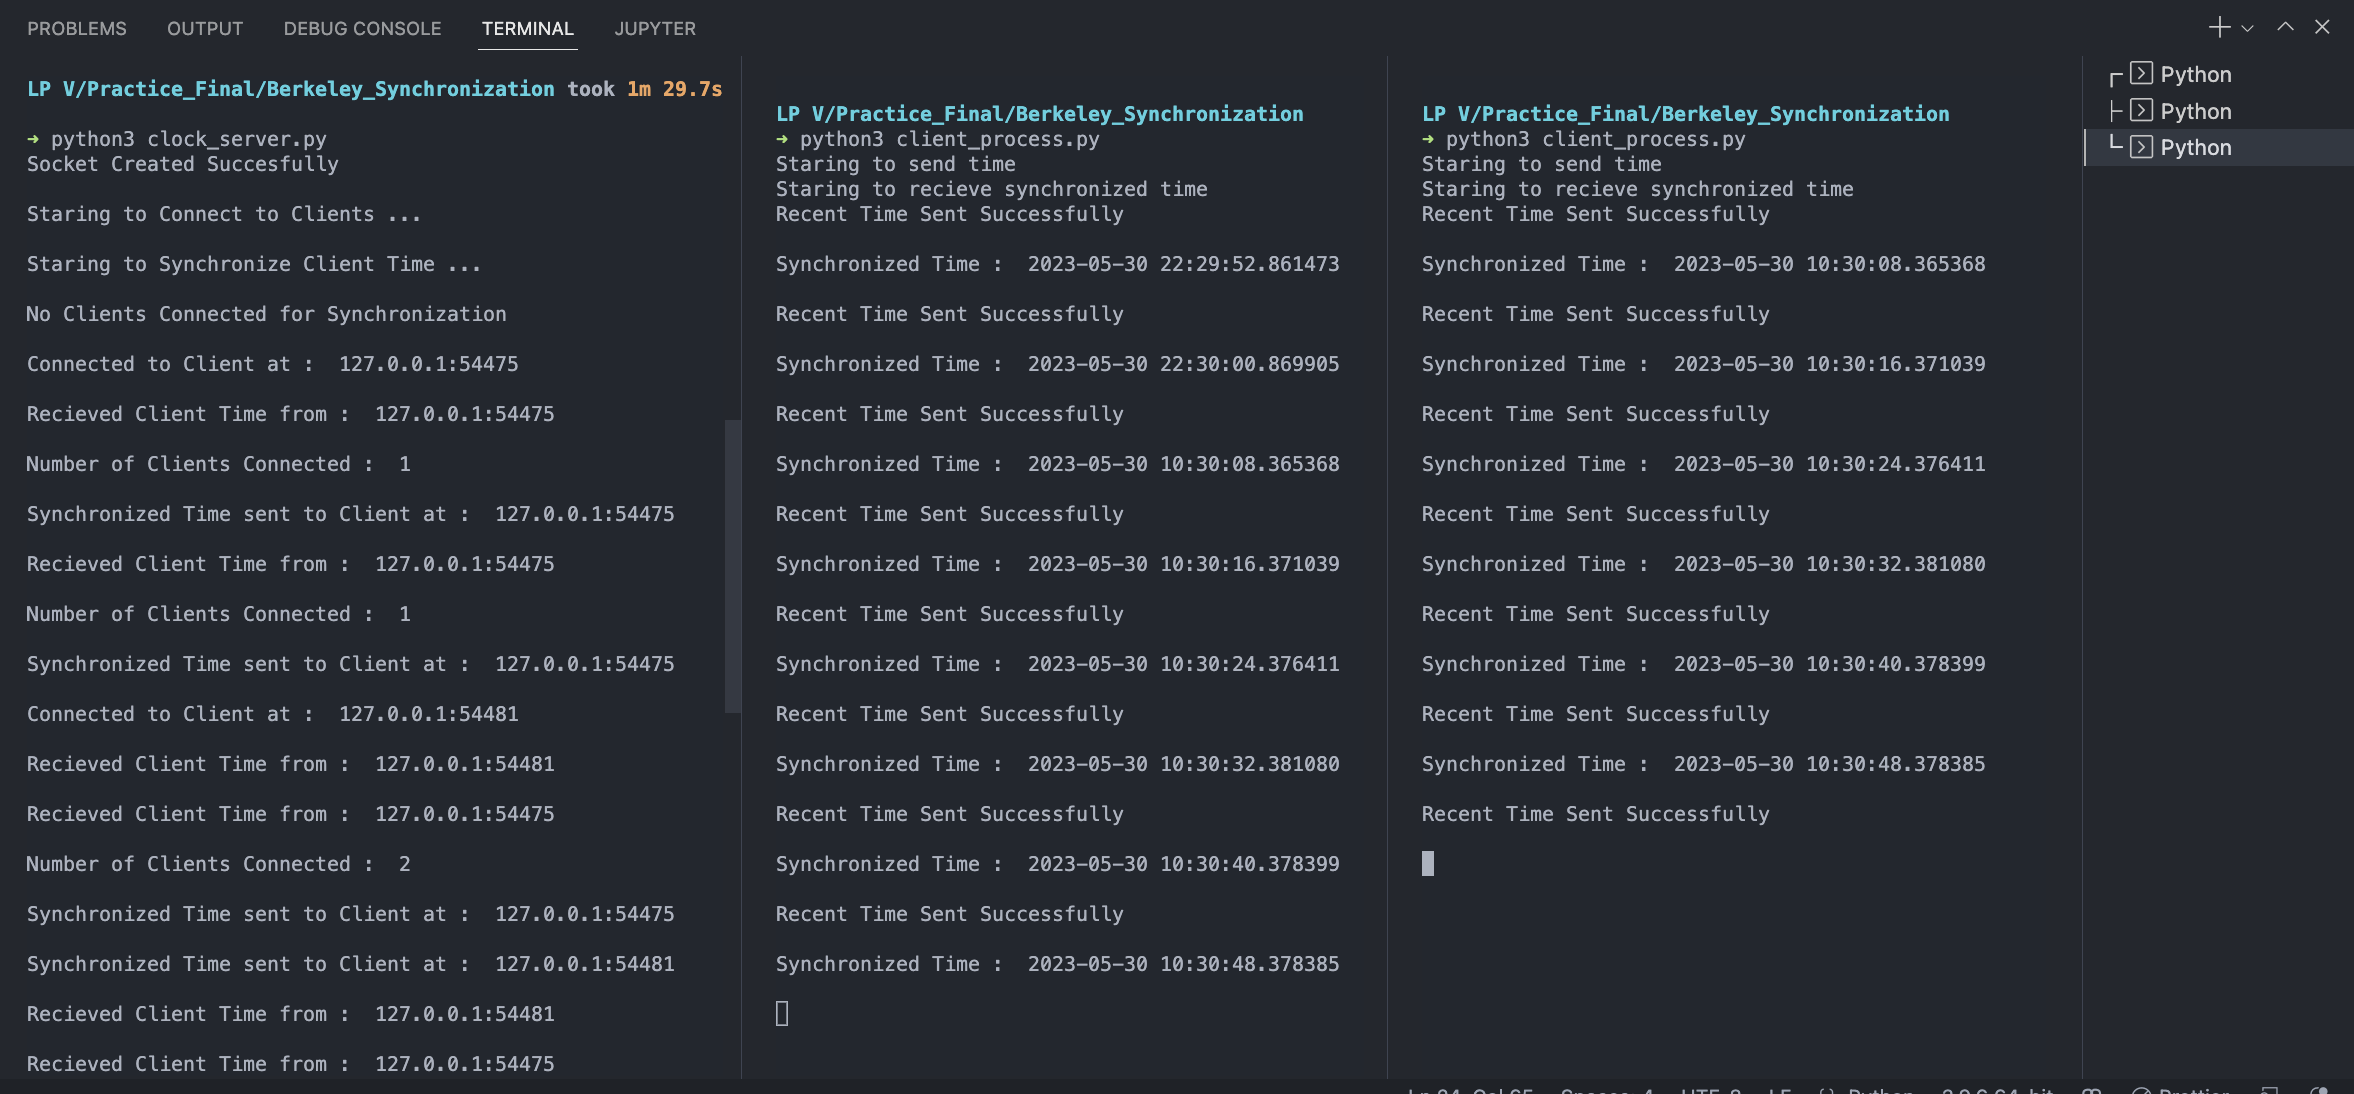 PROBLEMS OUTPUT DEBUG CONSOLE TERMINAL JUPYTER
LP V/Practice_Final/Berkeley_Synchronization took 1m 29.7s
➜ python3 clock_server.py
Socket Created Succesfully
Staring to Connect to Clients ...
Staring to Synchronize Client Time ...
No Clients Connected for Synchronization
Connected to Client at :  127.0.0.1:54475
Recieved Client Time from :  127.0.0.1:54475
Number of Clients Connected :  1
Synchronized Time sent to Client at :  127.0.0.1:54475
Recieved Client Time from :  127.0.0.1:54475
Number of Clients Connected :  1
Synchronized Time sent to Client at :  127.0.0.1:54475
Connected to Client at :  127.0.0.1:54481
Recieved Client Time from :  127.0.0.1:54481
Recieved Client Time from :  127.0.0.1:54475
Number of Clients Connected :  2
Synchronized Time sent to Client at :  127.0.0.1:54475
Synchronized Time sent to Client at :  127.0.0.1:54481
Recieved Client Time from :  127.0.0.1:54481
Recieved Client Time from :  127.0.0.1:54475
LP V/Practice_Final/Berkeley_Synchronization
➜ python3 client_process.py
Staring to send time
Staring to recieve synchronized time
Recent Time Sent Successfully
Synchronized Time :  2023-05-30 22:29:52.861473
Recent Time Sent Successfully
Synchronized Time :  2023-05-30 22:30:00.869905
Recent Time Sent Successfully
Synchronized Time :  2023-05-30 10:30:08.365368
Recent Time Sent Successfully
Synchronized Time :  2023-05-30 10:30:16.371039
Recent Time Sent Successfully
Synchronized Time :  2023-05-30 10:30:24.376411
Recent Time Sent Successfully
Synchronized Time :  2023-05-30 10:30:32.381080
Recent Time Sent Successfully
Synchronized Time :  2023-05-30 10:30:40.378399
Recent Time Sent Successfully
Synchronized Time :  2023-05-30 10:30:48.378385
LP V/Practice_Final/Berkeley_Synchronization
➜ python3 client_process.py
Staring to send time
Staring to recieve synchronized time
Recent Time Sent Successfully
Synchronized Time :  2023-05-30 10:30:08.365368
Recent Time Sent Successfully
Synchronized Time :  2023-05-30 10:30:16.371039
Recent Time Sent Successfully
Synchronized Time :  2023-05-30 10:30:24.376411
Recent Time Sent Successfully
Synchronized Time :  2023-05-30 10:30:32.381080
Recent Time Sent Successfully
Synchronized Time :  2023-05-30 10:30:40.378399
Recent Time Sent Successfully
Synchronized Time :  2023-05-30 10:30:48.378385
Recent Time Sent Successfully
Python
Python
Python